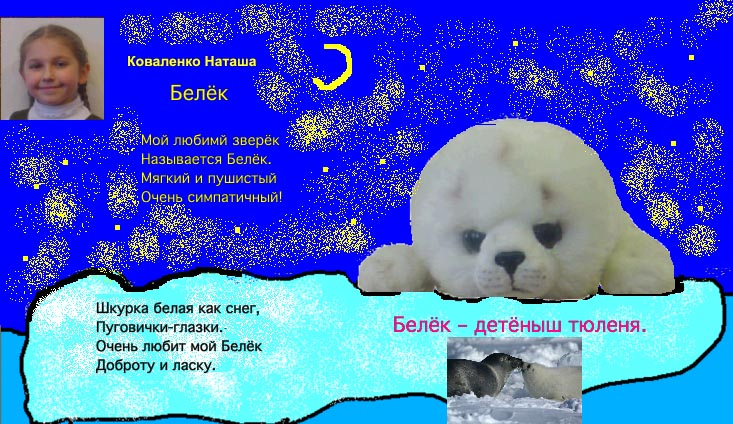 Коваленко Наташа
Белёк
Мой любимй зверёк
Называется Белёк.
Мягкий и пушистый
Очень симпатичный!
Шкурка белая как снег,
Пуговички-глазки.
Очень любит мой Белёк
Доброту и ласку.
Белёк – детёныш тюленя.